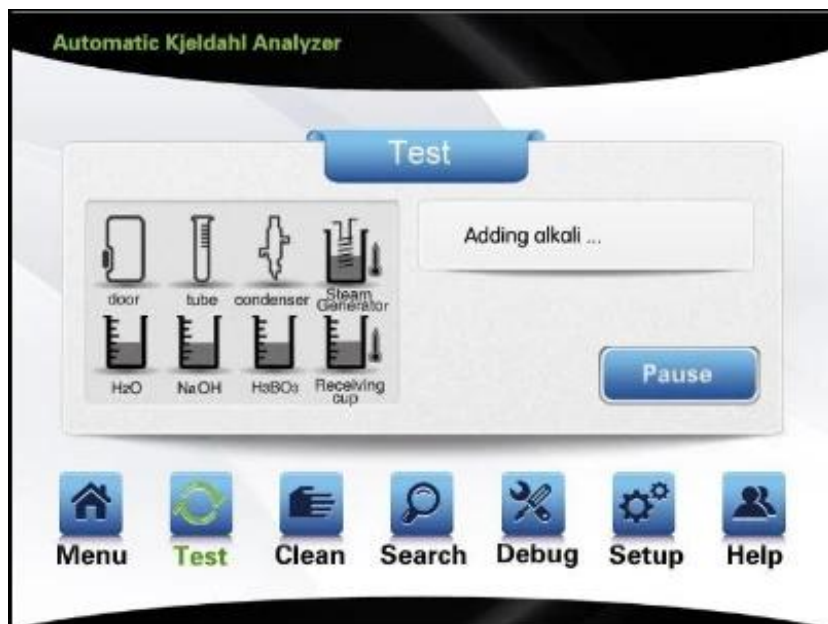 Automatic Kjeldahl Analyzer
Test
Adding alkali ...
door
tube
condenser
Steam
Generator
H₂O
NaOH
H₃BO₃
Receiving
cup
Pause
Menu
Test
Clean
Search
Debug
Setup
Help